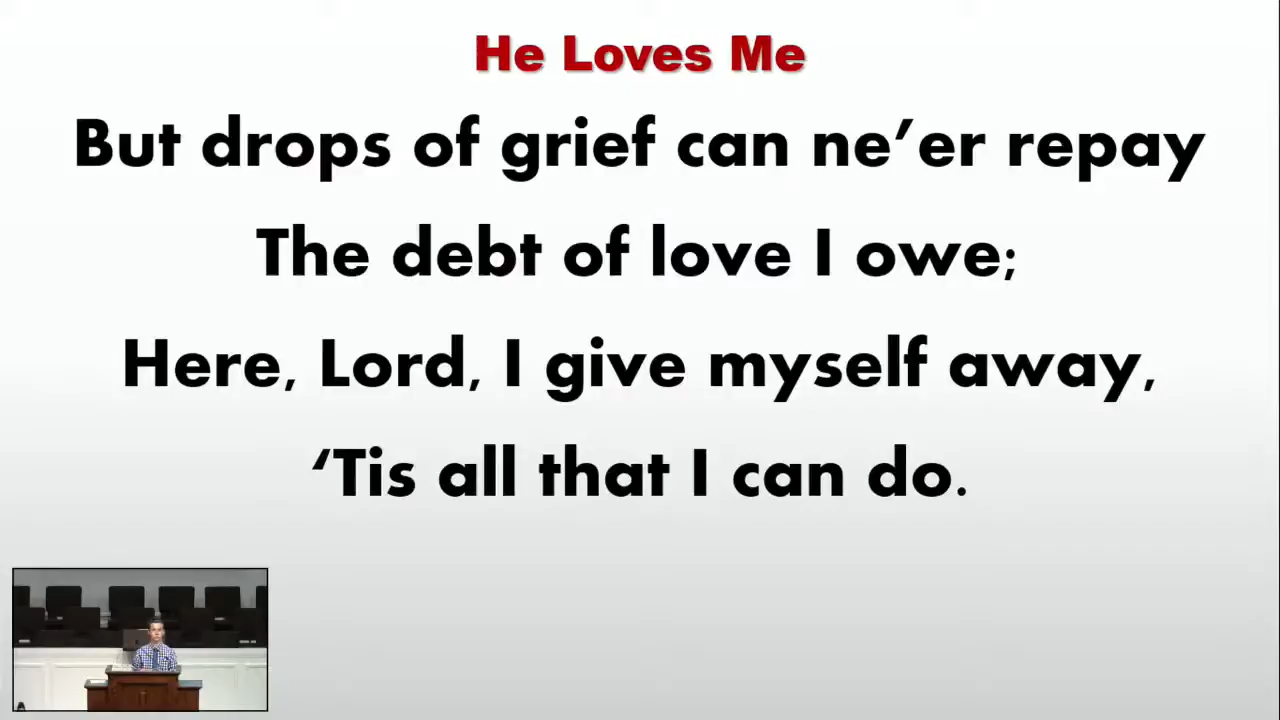 He Loves Me
But drops of grief can ne’er repay
The debt of love I owe;
Here, Lord, I give myself away,
‘Tis all that I can do.